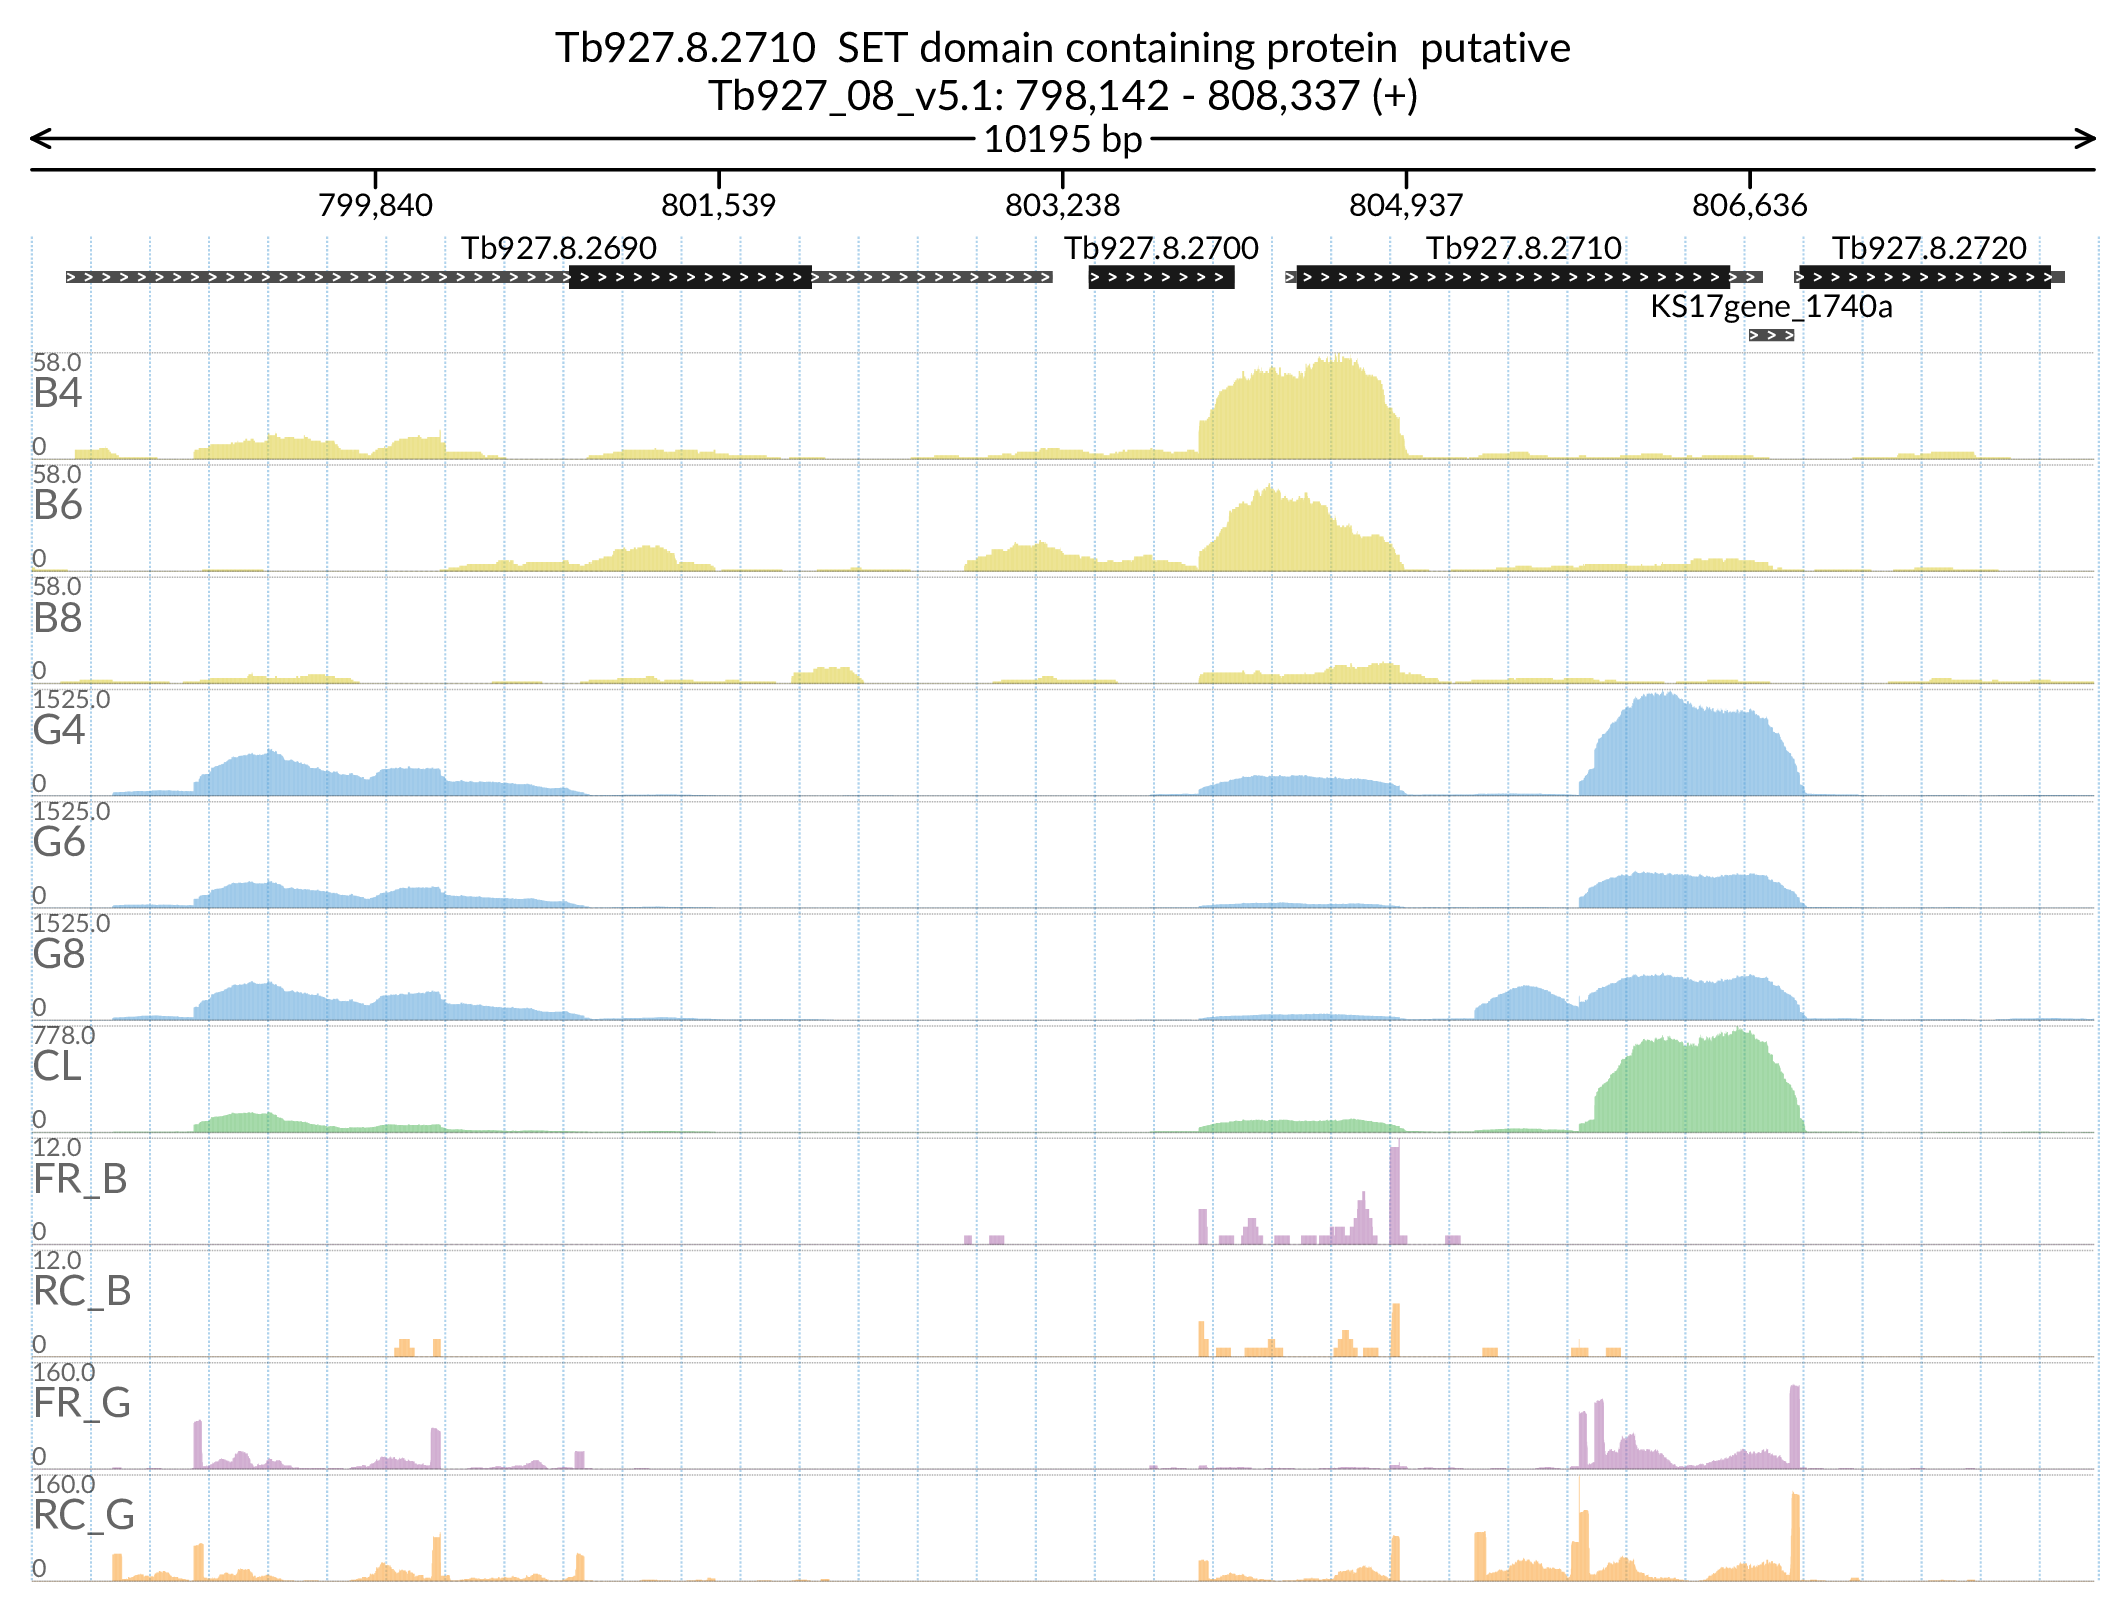 Tb927.8.2710  SET domain containing protein  putative
Tb927_08_v5.1: 798,142 - 808,337 (+)
10195 bp
799,840 801,539 803,238 804,937 806,636
Tb927.8.2690 Tb927.8.2700 Tb927.8.2710 Tb927.8.2720
KS17gene_1740a
58.0
B4
0
58.0
B6
0
58.0
B8
0
1525.0
G4
0
1525.0
G6
0
1525.0
G8
0
778.0
CL
0
12.0
FR_B
0
12.0
RC_B
0
160.0
FR_G
0
160.0
RC_G
0